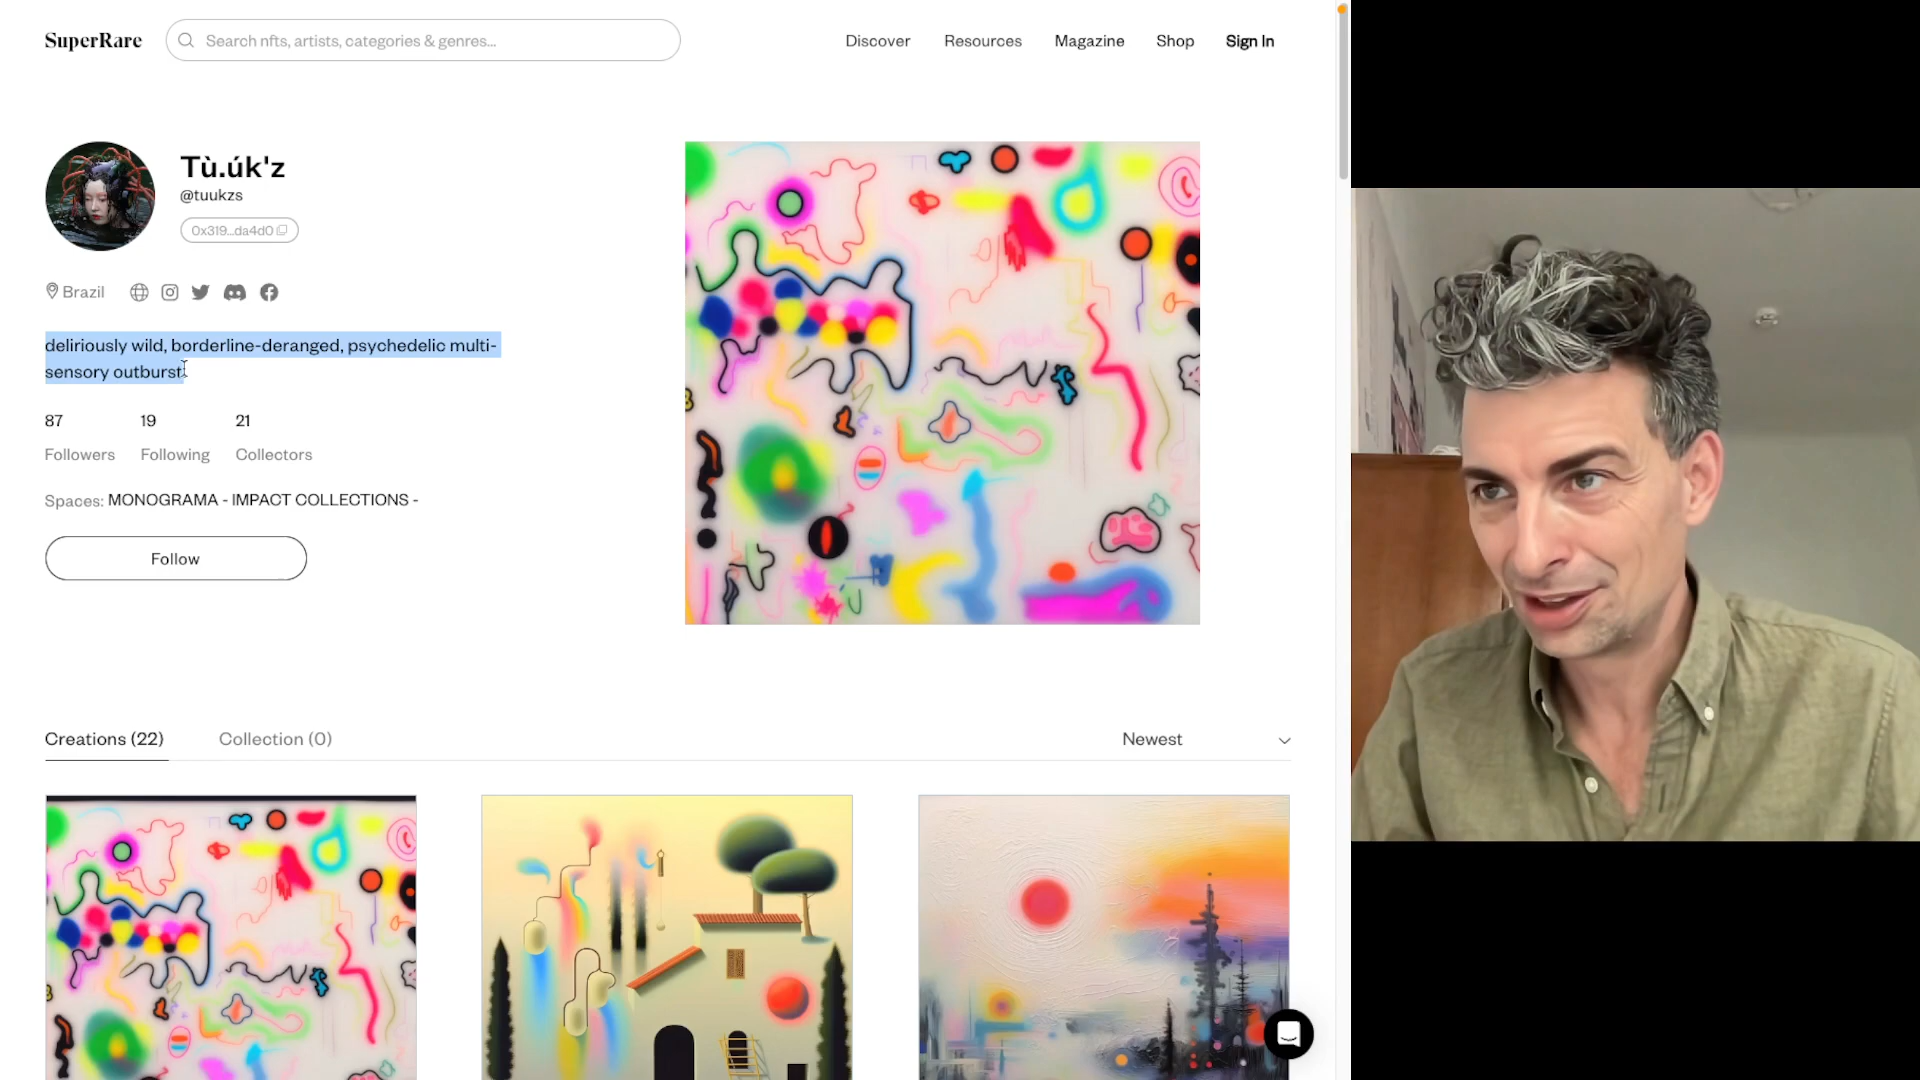 SuperRare
Search nfts, artists, categories & genres...
Discover
Resources
Magazine
Shop
Sign In
Tù.úk'z
@tuukzs
0x319...da4d0
Brazil
deliriously wild, borderline-deranged, psychedelic multi-
sensory outburst
87
19
21
Followers
Following
Collectors
Spaces: MONOGRAMA - IMPACT COLLECTIONS -
Follow
Creations (22)
Collection (0)
Newest